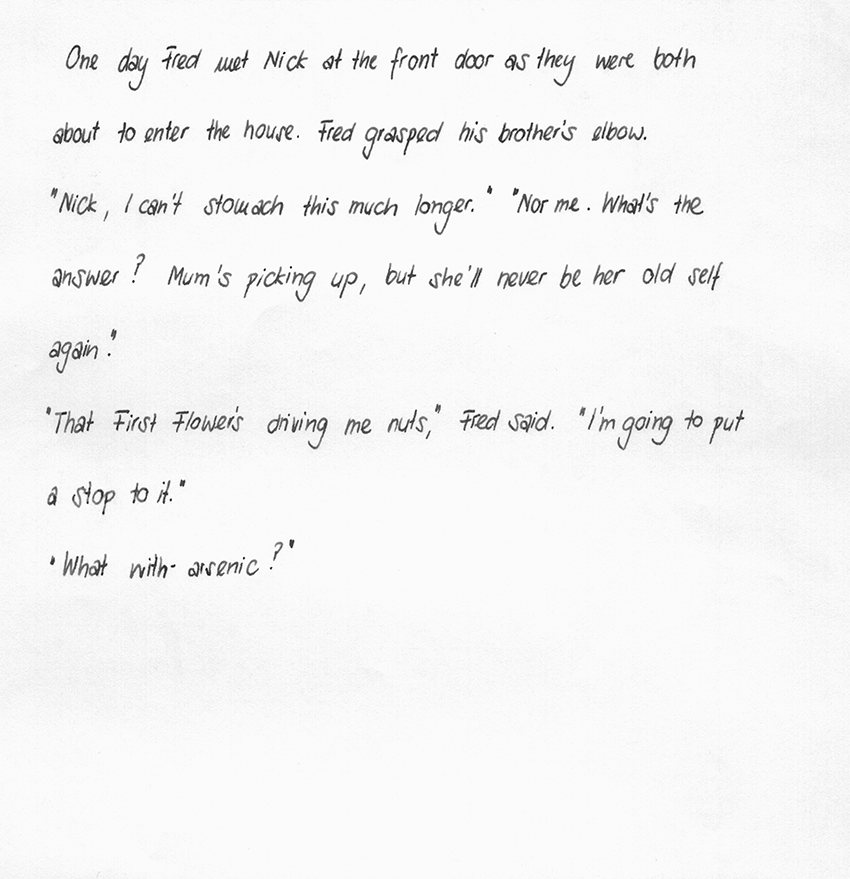 One day Fred met Nick at the front door as they were both
about to enter the house. Fred grasped his brother's elbow.
"Nick, I can't stomach this much longer." "Nor me. What's the
answer? Mum's picking up, but she'll never be her old self
again."
"That First Flower's driving me nuts," Fred said. "I'm going to put
a stop to it."
"What with- arsenic?"